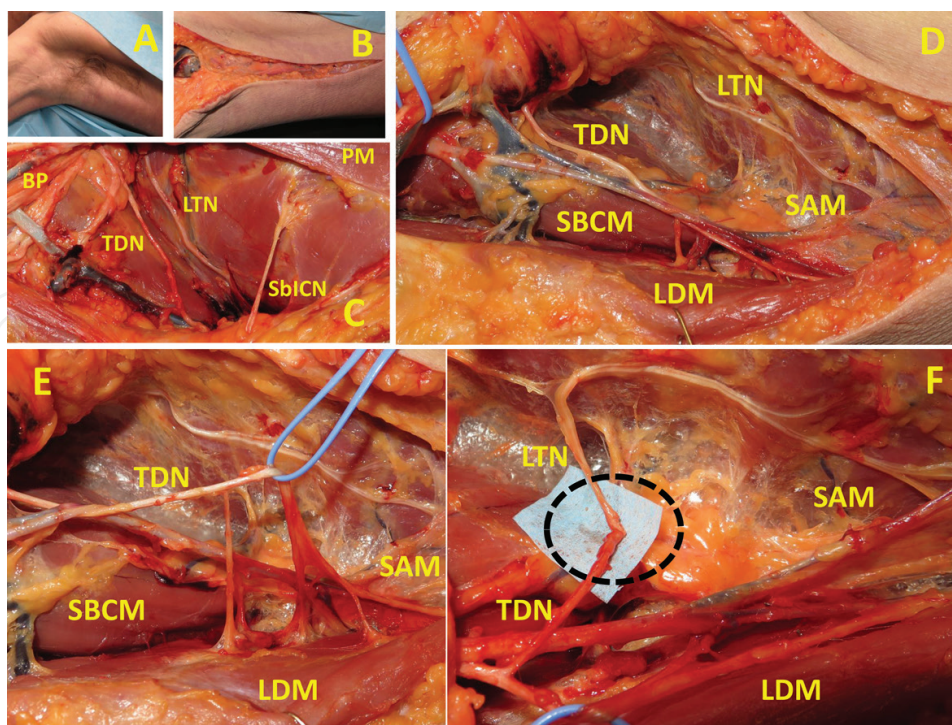 A
B
BP
TDN
LTN
PM
SbICN
C
D
LTN
TDN
SBCM
SAM
LDM
E
TDN
SBCM
SAM
LDM
F
LTN
SAM
TDN
LDM